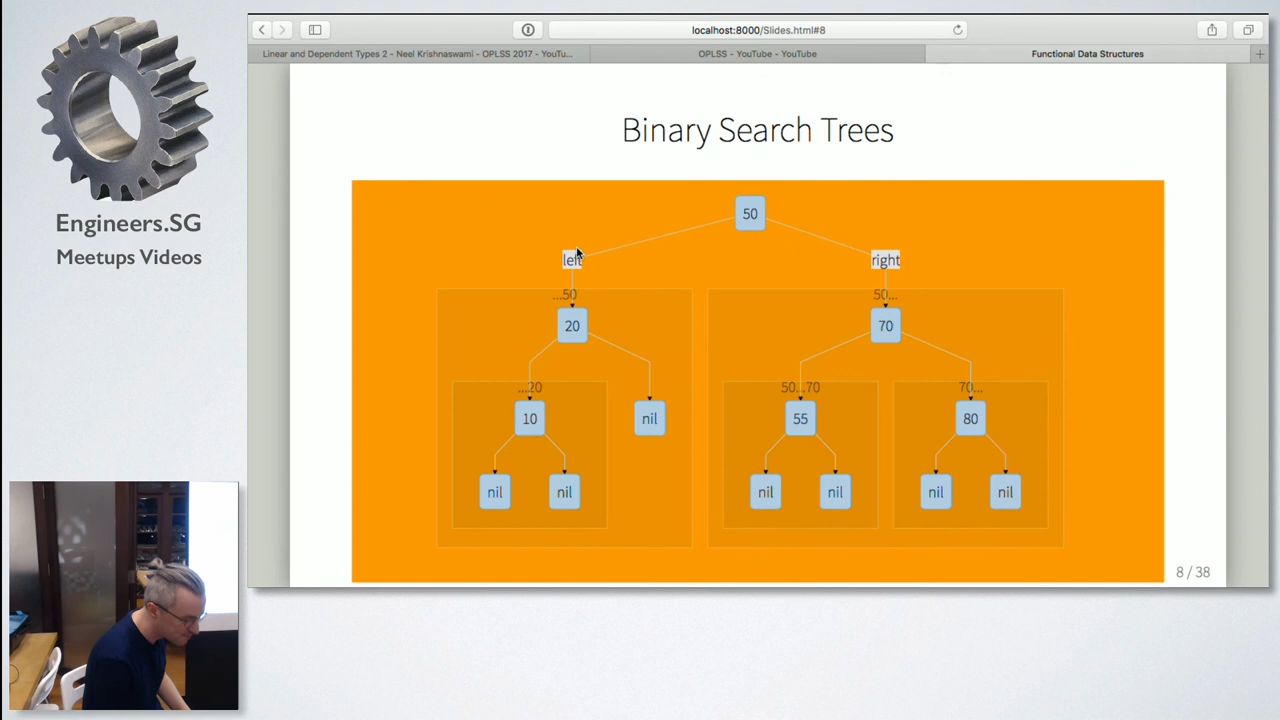 localhost:8000/Slides.html#8
Linear and Dependent Types 2 - Neel Krishnaswami - OPLSS 2017 - YouTu...
OPLSS - YouTube - YouTube
Functional Data Structures
Engineers.SG
Meetups Videos
Binary Search Trees
50
left
right
...50
50...
20
70
...20
50...70
70...
10
nil
55
80
nil
nil
nil
nil
nil
nil
8 / 38